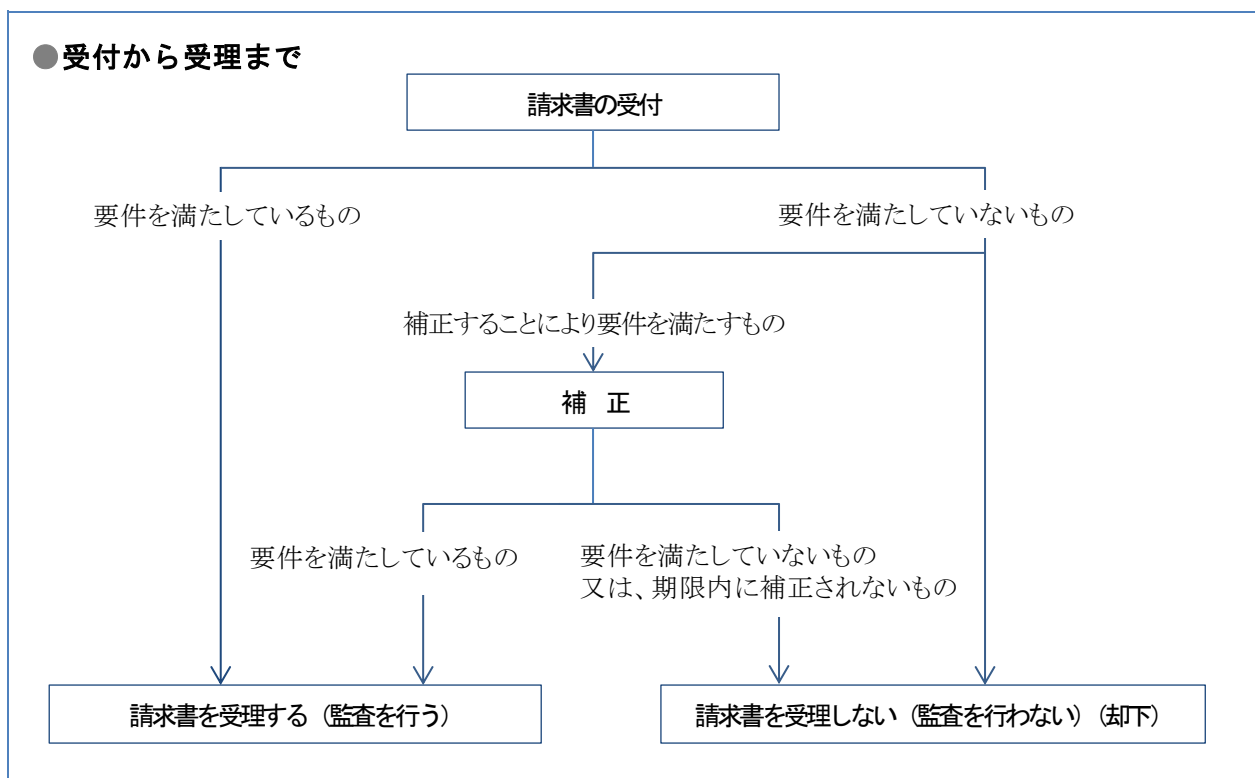 ●受付から受理まで
請求書の受付
要件を満たしているもの
要件を満たしていないもの
補正することにより要件を満たすもの
補　正
要件を満たしているもの
要件を満たしていないもの
又は、期限内に補正されないもの
請求書を受理する（監査を行う）
請求書を受理しない（監査を行わない）（却下）